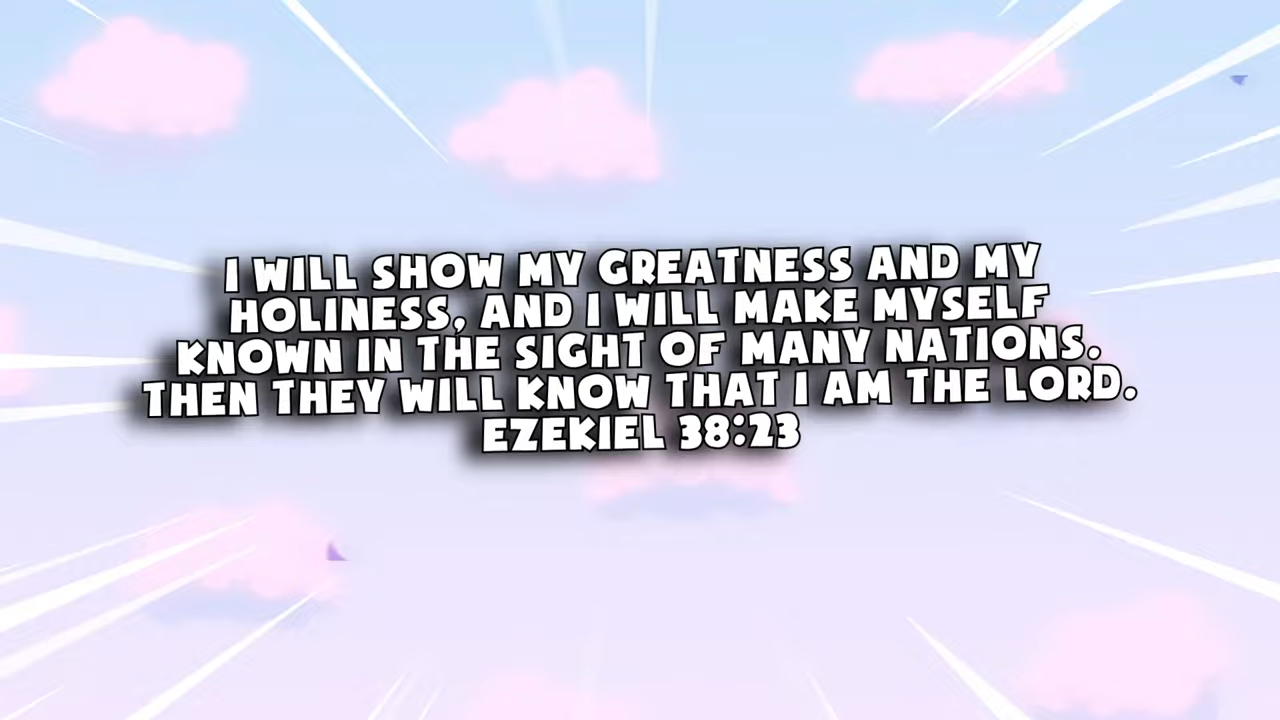 I WILL SHOW MY GREATNESS AND MY
HOLINESS, AND I WILL MAKE MYSELF
KNOWN IN THE SIGHT OF MANY NATIONS.
THEN THEY WILL KNOW THAT I AM THE LORD.
EZEKIEL 38:23